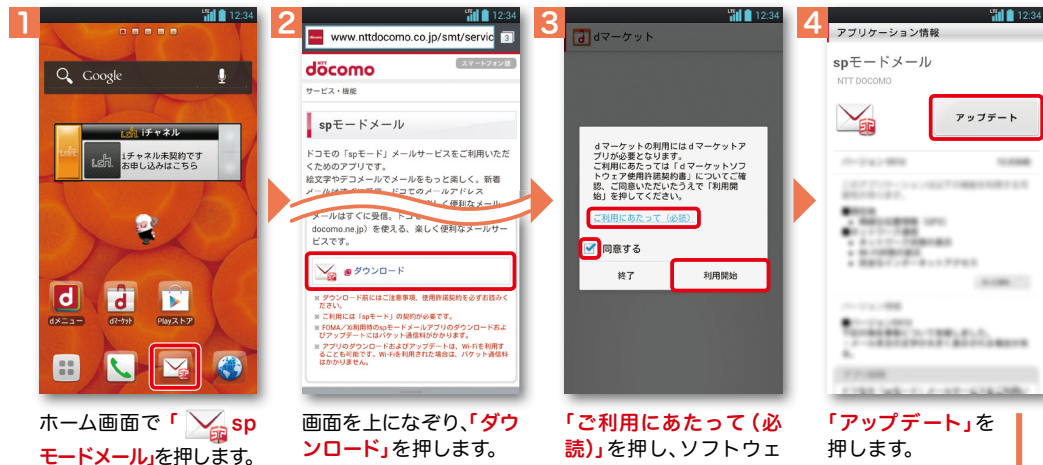 1
LTE 12:34
Google
i.ch iチャネル
i.ch
iチャネル未契約です
お申し込みはこちら
dメニュー
dマーケット
Playストア
ホーム画面で「 sp
モードメール」を押します。
2
LTE 12:34
www.nttdocomo.co.jp/smt/servic
3
NTT
döcomo
スマートフォン版
サービス・機能
spモードメール
ドコモの「spモード」メールサービスをご利用いただ
くためのアプリです。
絵文字やデコメールでメールをもっと楽しく。新着
メールはすぐに受信。ドコモの
docomo.ne.jp）を使える、楽しく便利なメールサー
ビスです。
ダウンロード
※ ダウンロード前にはご注意事項、使用許諾契約を必ずお読みく
ださい。
※ ご利用には「spモード」の契約が必要です。
※ FOMA／Xi利用時のspモードメールアプリのダウンロードおよ
びアップデートにはパケット通信料がかかります。
※ アプリのダウンロードおよびアップデートは、Wi-Fiを利用す
ることも可能です。Wi-Fiを利用された場合は、パケット通信料
はかかりません。
画面を上になぞり、「ダウ
ンロード」を押します。
3
LTE 12:34
dマーケット
dマーケットの利用にはdマーケットア
プリが必要となります。
ご利用にあたっては「dマーケットソフ
トウェア使用許諾契約書」についてご確
認、ご同意いただいたうえで「利用開
始」を押してください。
ご利用にあたって（必読）
同意する
終了
利用開始
「ご利用にあたって（必
読）」を押し、ソフトウェ
4
LTE 12:34
アプリケーション情報
spモードメール
NTT DOCOMO
アップデート
「アップデート」を
押します。